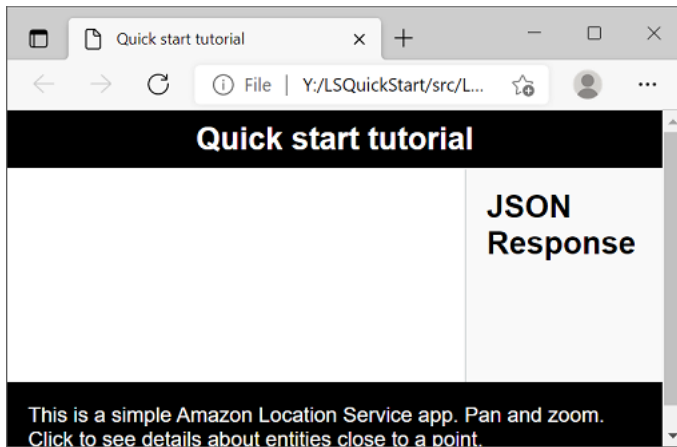 Quick start tutorial
File | Y:/LSQuickStart/src/L...
Quick start tutorial
JSON
Response
This is a simple Amazon Location Service app. Pan and zoom.
Click to see details about entities close to a point.